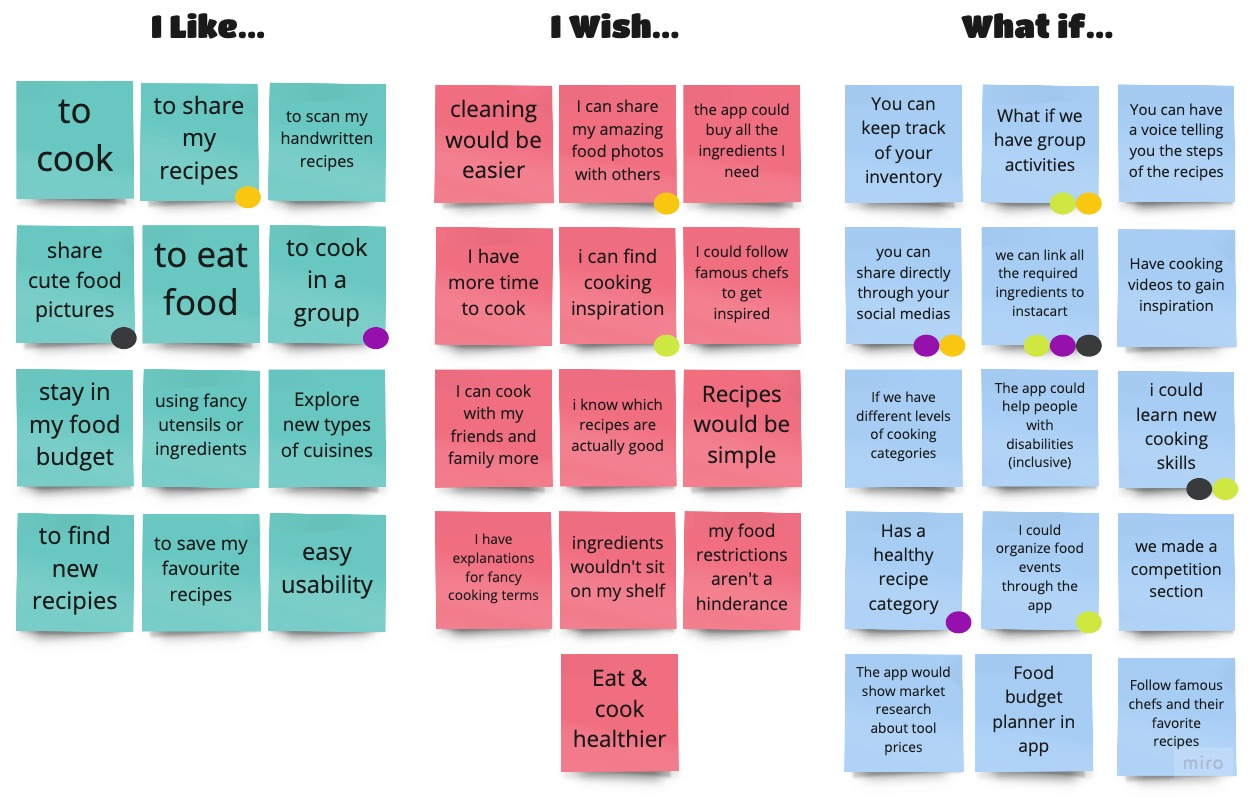 I Like...
to
cook
to share
my
recipes
to scan my
handwritten
recipes
share
cute food
pictures
to eat
food
to cook
in a
group
stay in
my food
budget
using fancy
utensils or
ingredients
Explore
new types
of cuisines
to find
new
recipies
to save my
favourite
recipes
easy
usability
I Wish...
cleaning
would be
easier
I can share
my amazing
food photos
with others
the app could
buy all the
ingredients I
need
I have
more time
to cook
i can find
cooking
inspiration
I could follow
famous chefs
to get
inspired
I can cook
with my
friends and
family more
i know which
recipes are
actually good
Recipes
would be
simple
I have
explanations
for fancy
cooking terms
ingredients
wouldn't sit
on my shelf
my food
restrictions
aren't a
hinderance
Eat &
cook
healthier
What if...
You can
keep track
of your
inventory
What if we
have group
activities
You can have
a voice telling
you the steps
of the recipes
you can
share directly
through your
social medias
we can link all
the required
ingredients to
instacart
Have cooking
videos to gain
inspiration
If we have
different levels
of cooking
categories
The app could
help people
with
disabilities
(inclusive)
i could
learn new
cooking
skills
Has a
healthy
recipe
category
I could
organize food
events
through the
app
we made a
competition
section
The app would
show market
research
about tool
prices
Food
budget
planner in
app
Follow famous
chefs and their
favorite
recipes
miro